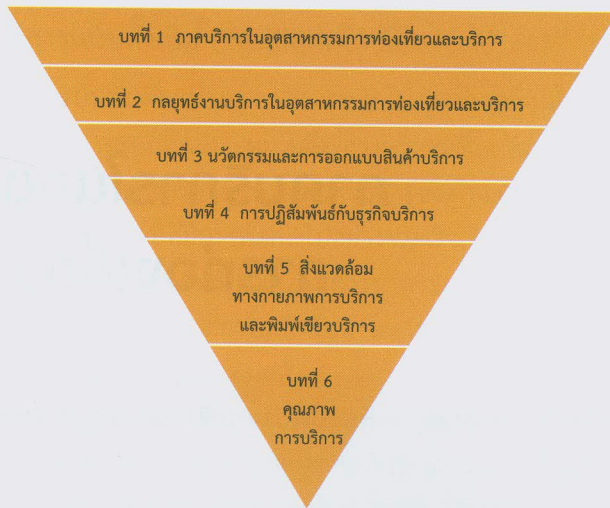 บทที่ 1 ภาคบริการในอุตสาหกรรมการท่องเที่ยวและบริการ
บทที่ 2 กลยุทธ์งานบริการในอุตสาหกรรมการท่องเที่ยวและบริการ
บทที่ 3 นวัตกรรมและการออกแบบสินค้าบริการ
บทที่ 4 การปฏิสัมพันธ์กับธุรกิจบริการ
บทที่ 5 สิ่งแวดล้อม
ทางกายภาพการบริการ
และพิมพ์เขียวบริการ
บทที่ 6
คุณภาพ
การบริการ